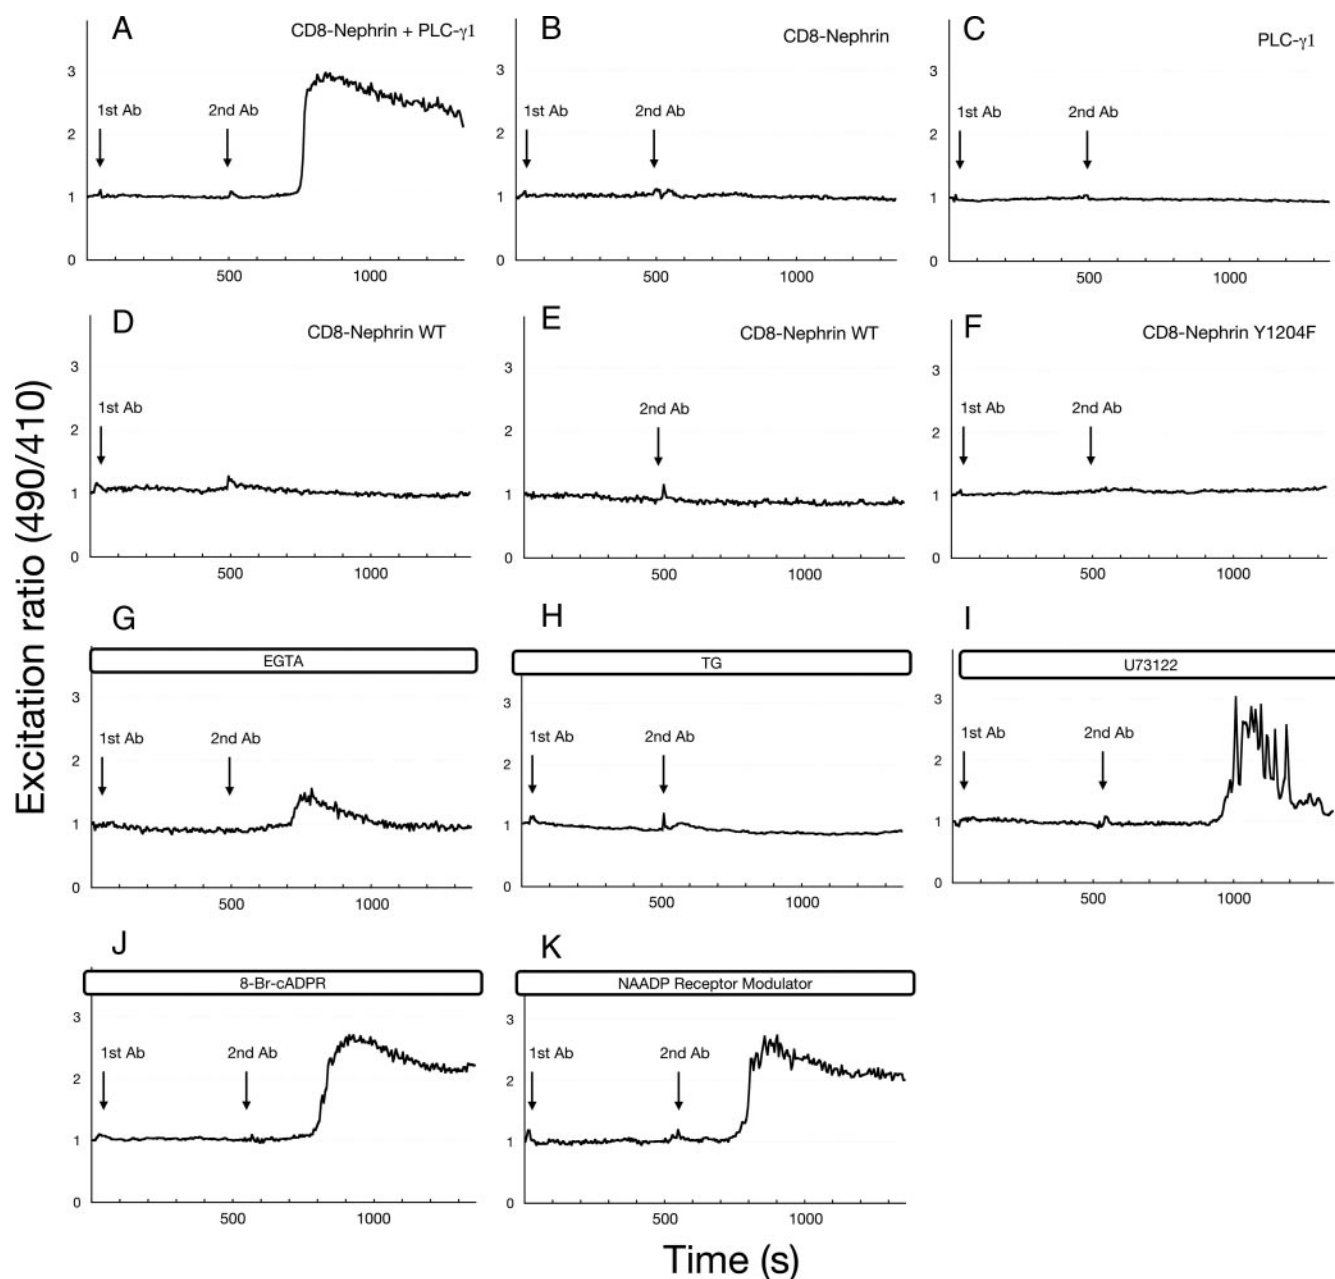 A
CD8-Nephrin + PLC-γ1
3
2
1
0
1st Ab
2nd Ab
500
1000
B
CD8-Nephrin
3
2
1
0
1st Ab
2nd Ab
500
1000
C
PLC-γ1
3
2
1
0
1st Ab
2nd Ab
500
1000
D
CD8-Nephrin WT
3
2
1
0
1st Ab
500
1000
E
CD8-Nephrin WT
3
2
1
0
2nd Ab
500
1000
F
CD8-Nephrin Y1204F
3
2
1
0
1st Ab
2nd Ab
500
1000
Excitation ratio (490/410)
G
EGTA
3
2
1
0
1st Ab
2nd Ab
500
1000
H
TG
3
2
1
0
1st Ab
2nd Ab
500
1000
I
U73122
3
2
1
0
1st Ab
2nd Ab
500
1000
J
8-Br-cADPR
3
2
1
0
1st Ab
2nd Ab
500
1000
K
NAADP Receptor Modulator
3
2
1
0
1st Ab
2nd Ab
500
1000
Time (s)